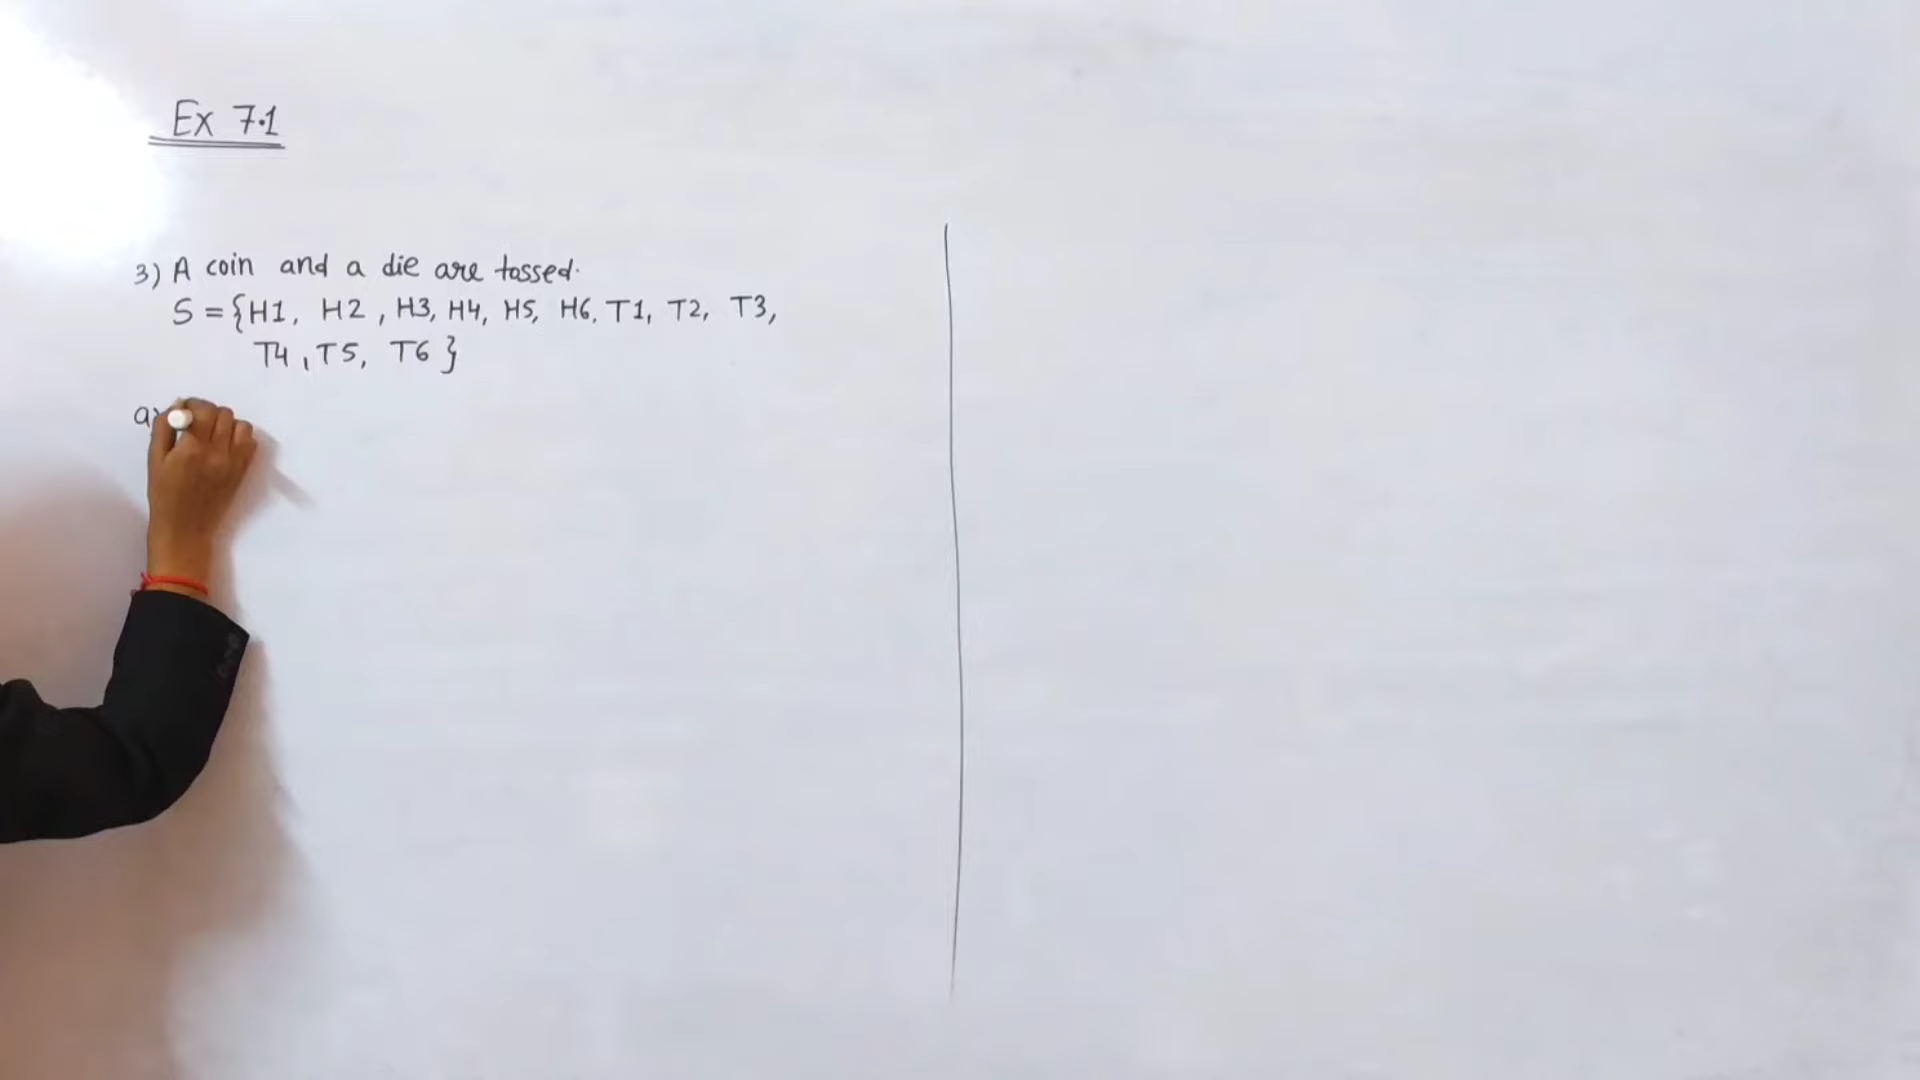 Ex 7.1
3) A coin and a die are tossed.
S = {H1, H2, H3, H4, H5, H6, T1, T2, T3,
T4, T5, T6}
a)